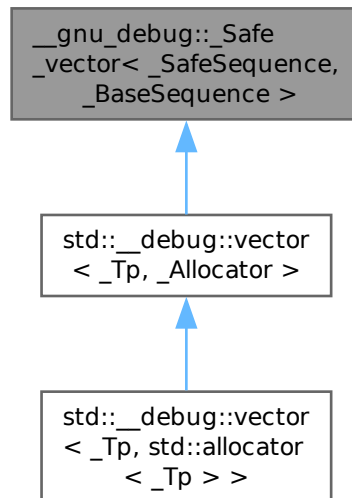 __gnu_debug::_Safe
_vector< _SafeSequence,
_BaseSequence >
std::__debug::vector
< _Tp, _Allocator >
std::__debug::vector
< _Tp, std::allocator
< _Tp > >